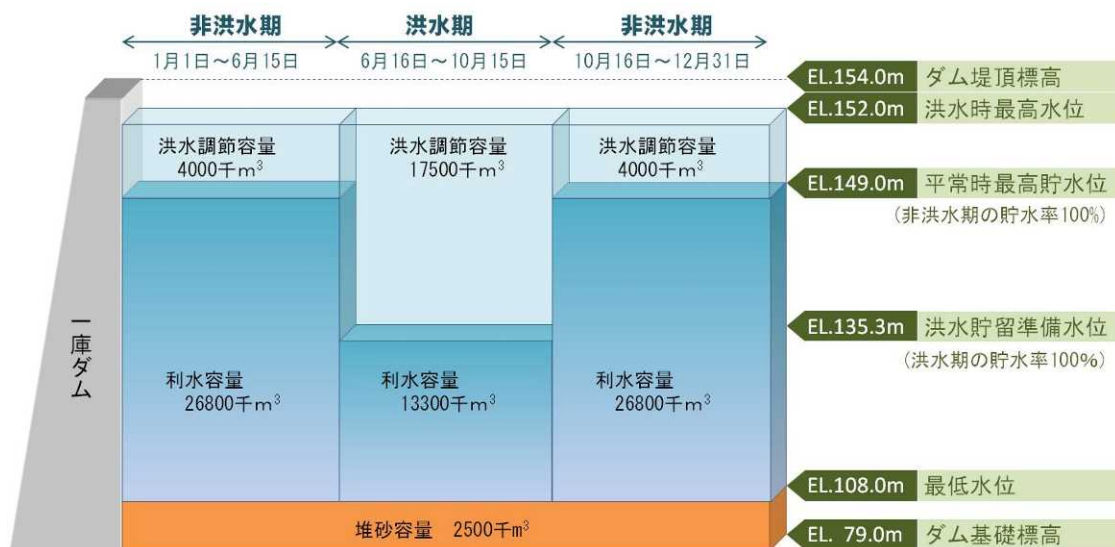 非洪水期
洪水期
非洪水期
1月1日～6月15日
6月16日～10月15日
10月16日～12月31日
EL.154.0m ダム堤頂標高
EL.152.0m 洪水時最高水位
洪水調節容量
4000千m³
洪水調節容量
17500千m³
洪水調節容量
4000千m³
EL.149.0m 平常時最高貯水位
(非洪水期の貯水率100%)
一庫ダム
EL.135.3m 洪水貯留準備水位
(洪水期の貯水率100%)
利水容量
26800千m³
利水容量
13300千m³
利水容量
26800千m³
EL.108.0m 最低水位
堆砂容量 2500千m³
EL. 79.0m ダム基礎標高